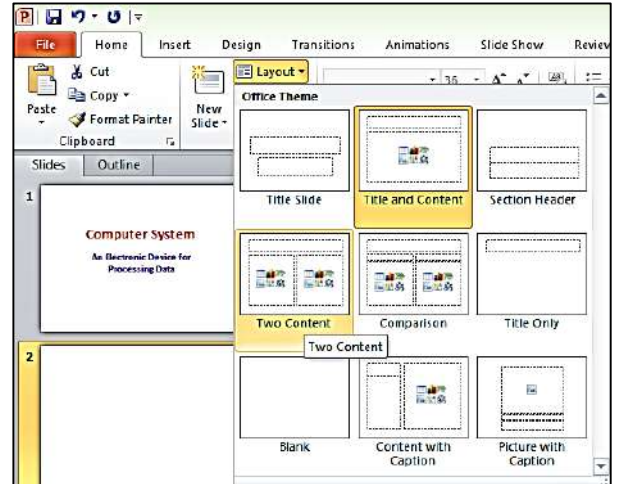 P
File Home Insert Design Transitions Animations Slide Show Review
Cut
Copy
Format Painter
Paste
New
Slide
Clipboard
Layout
36
Office Theme
Title Slide Title and Content Section Header
Two Content Comparison Title Only
Two Content
Blank Content with
Caption Picture with
Caption
Slides Outline
1
Computer System
An Electronic Device for
Processing Data
2